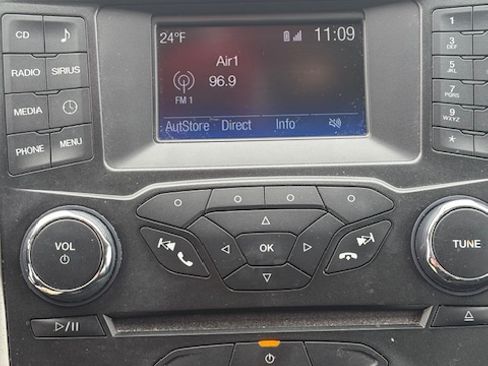 24°F 11:09
Air1
96.9
FM 1
AutoStore Direct Info
CD
RADIO SIRIUS
MEDIA
PHONE MENU
1
3 DEF
5 JKL
7 PQRS
9 WXYZ
*
VOL
OK
TUNE